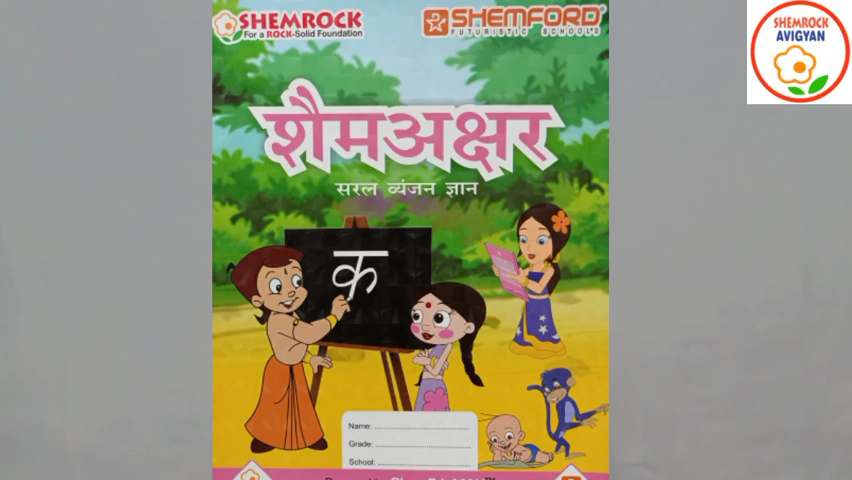 SHEMROCK
For a ROCK-Solid Foundation
SHEMFORD
FUTURISTIC SCHOOLS
SHEMROCK
AVIGYAN
शैमअक्षर
सरल व्यंजन ज्ञान
क
Name:
Grade:
School: